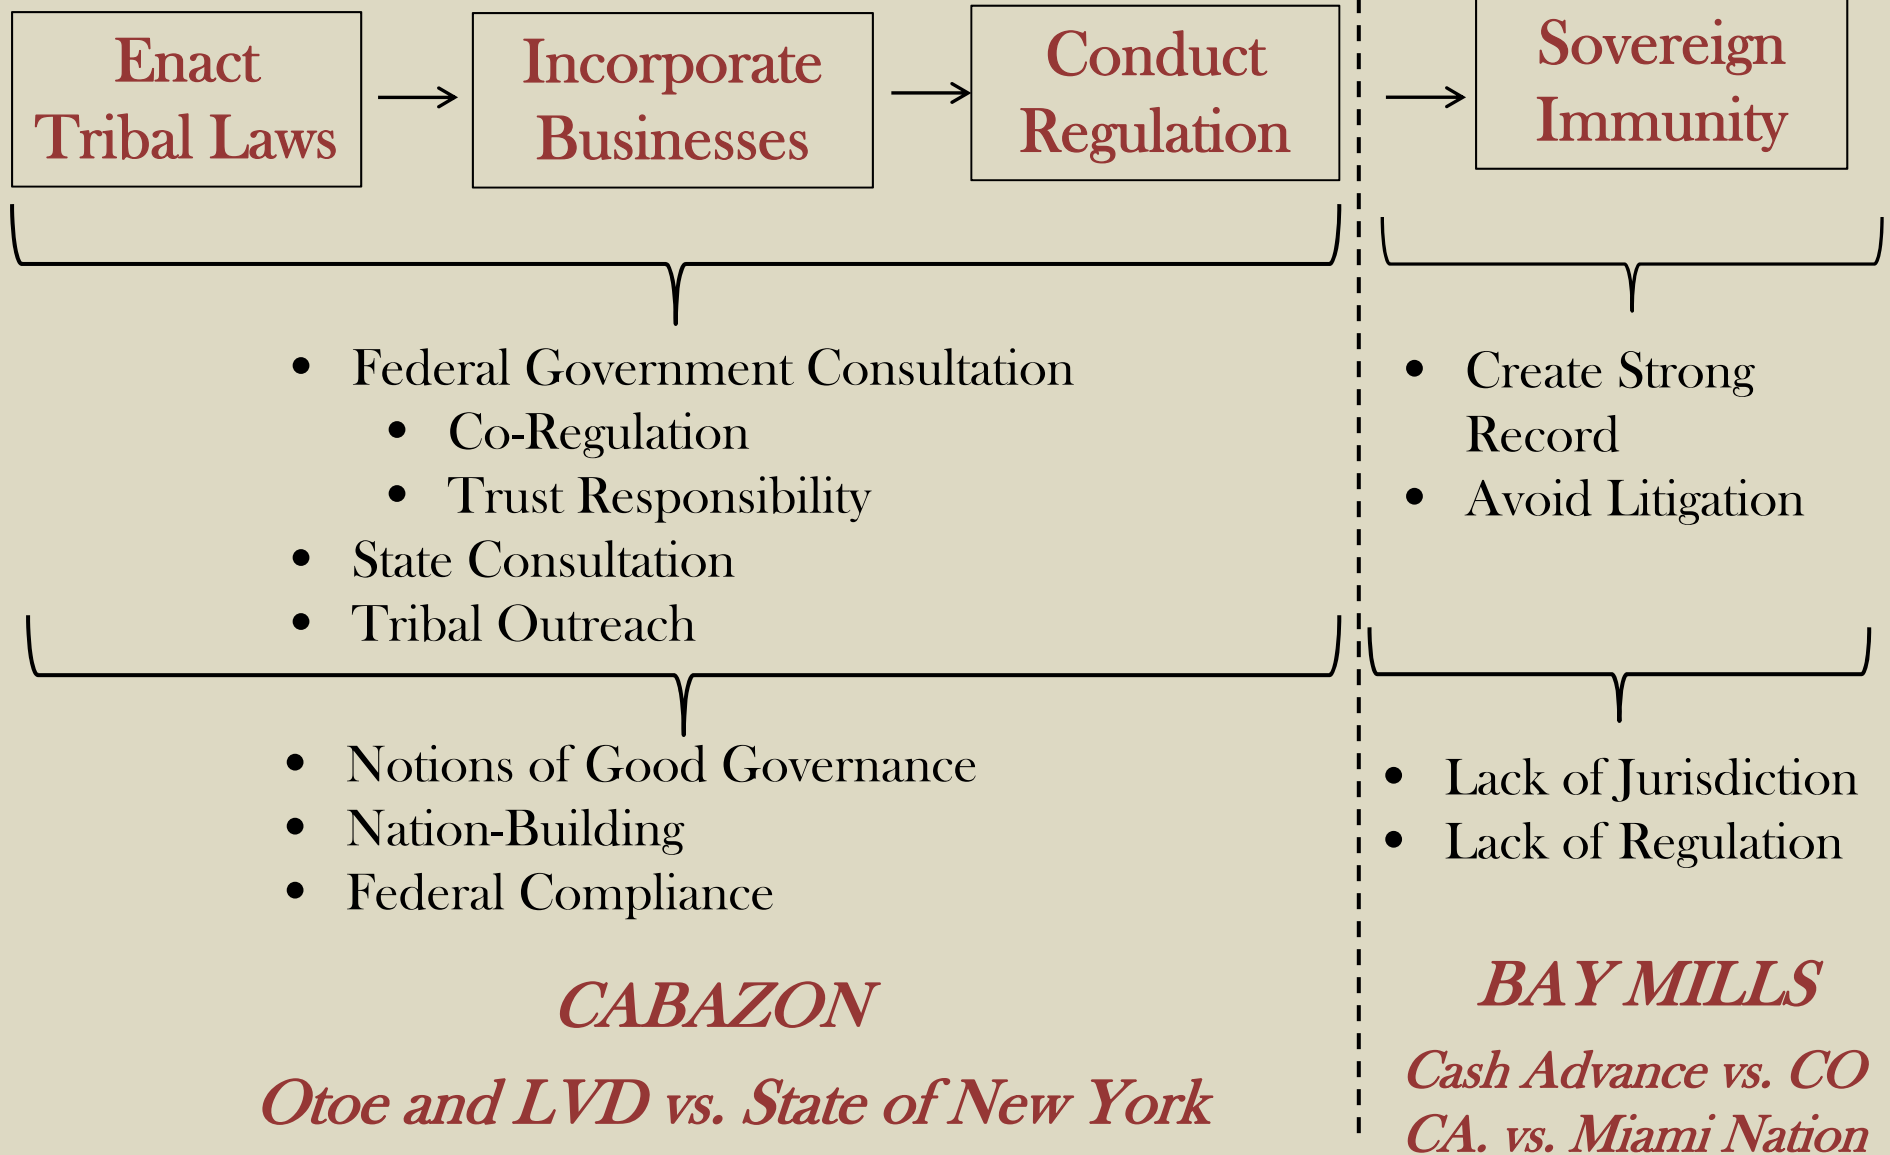 Enact
Tribal Laws
Incorporate
Businesses
Conduct
Regulation
Sovereign
Immunity
• Federal Government Consultation
• Co-Regulation
• Trust Responsibility
• State Consultation
• Tribal Outreach
• Create Strong
Record
• Avoid Litigation
• Notions of Good Governance
• Nation-Building
• Federal Compliance
• Lack of Jurisdiction
• Lack of Regulation
CABAZON
Otoe and LVD vs. State of New York
BAY MILLS
Cash Advance vs. CO
CA. vs. Miami Nation